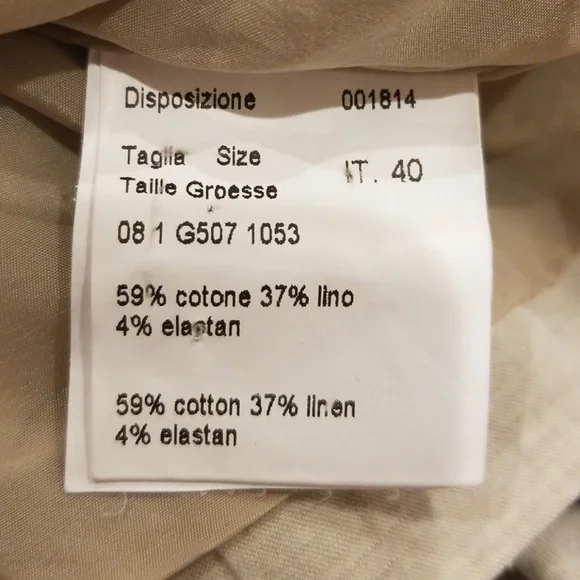 Disposizione 001814
Taglia Size
IT. 40
Taille Groesse
08 1 G507 1053
59% cotone 37% lino
4% elastan
59% cotton 37% linen
4% elastan